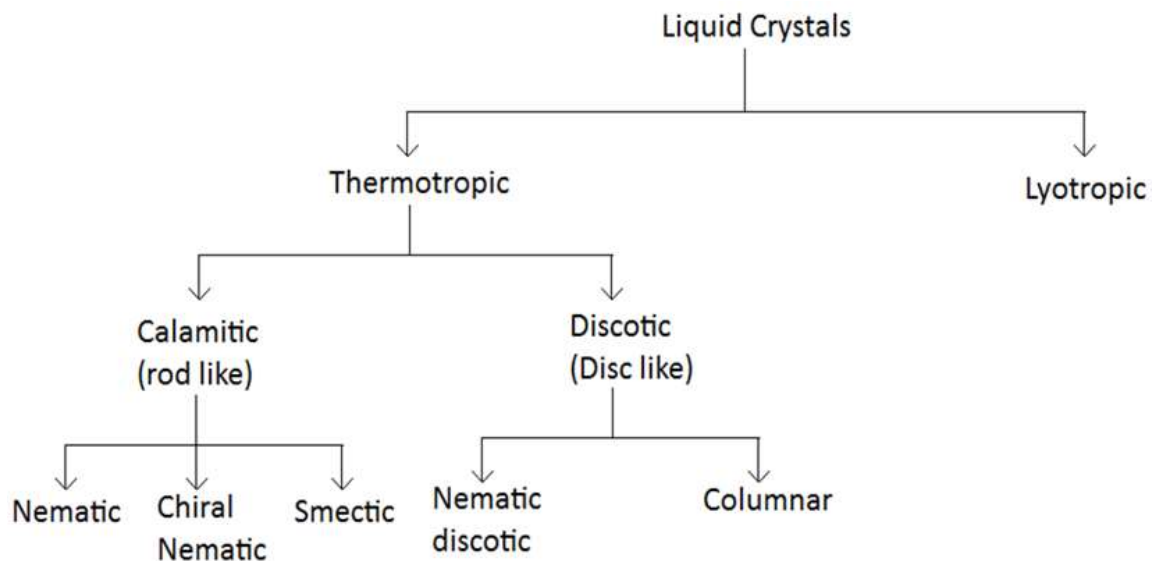 Liquid Crystals
Thermotropic
Lyotropic
Calamitic
(rod like)
Discotic
(Disc like)
Nematic
Chiral
Nematic
Smectic
Nematic
discotic
Columnar